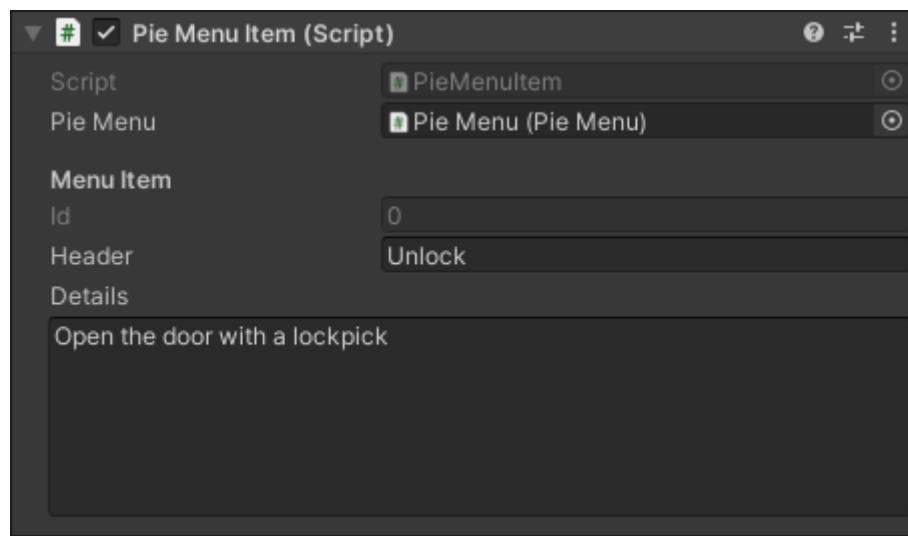 Pie Menu Item (Script)
Script PieMenuItem
Pie Menu Pie Menu (Pie Menu)
Menu Item
Id 0
Header Unlock
Details
Open the door with a lockpick